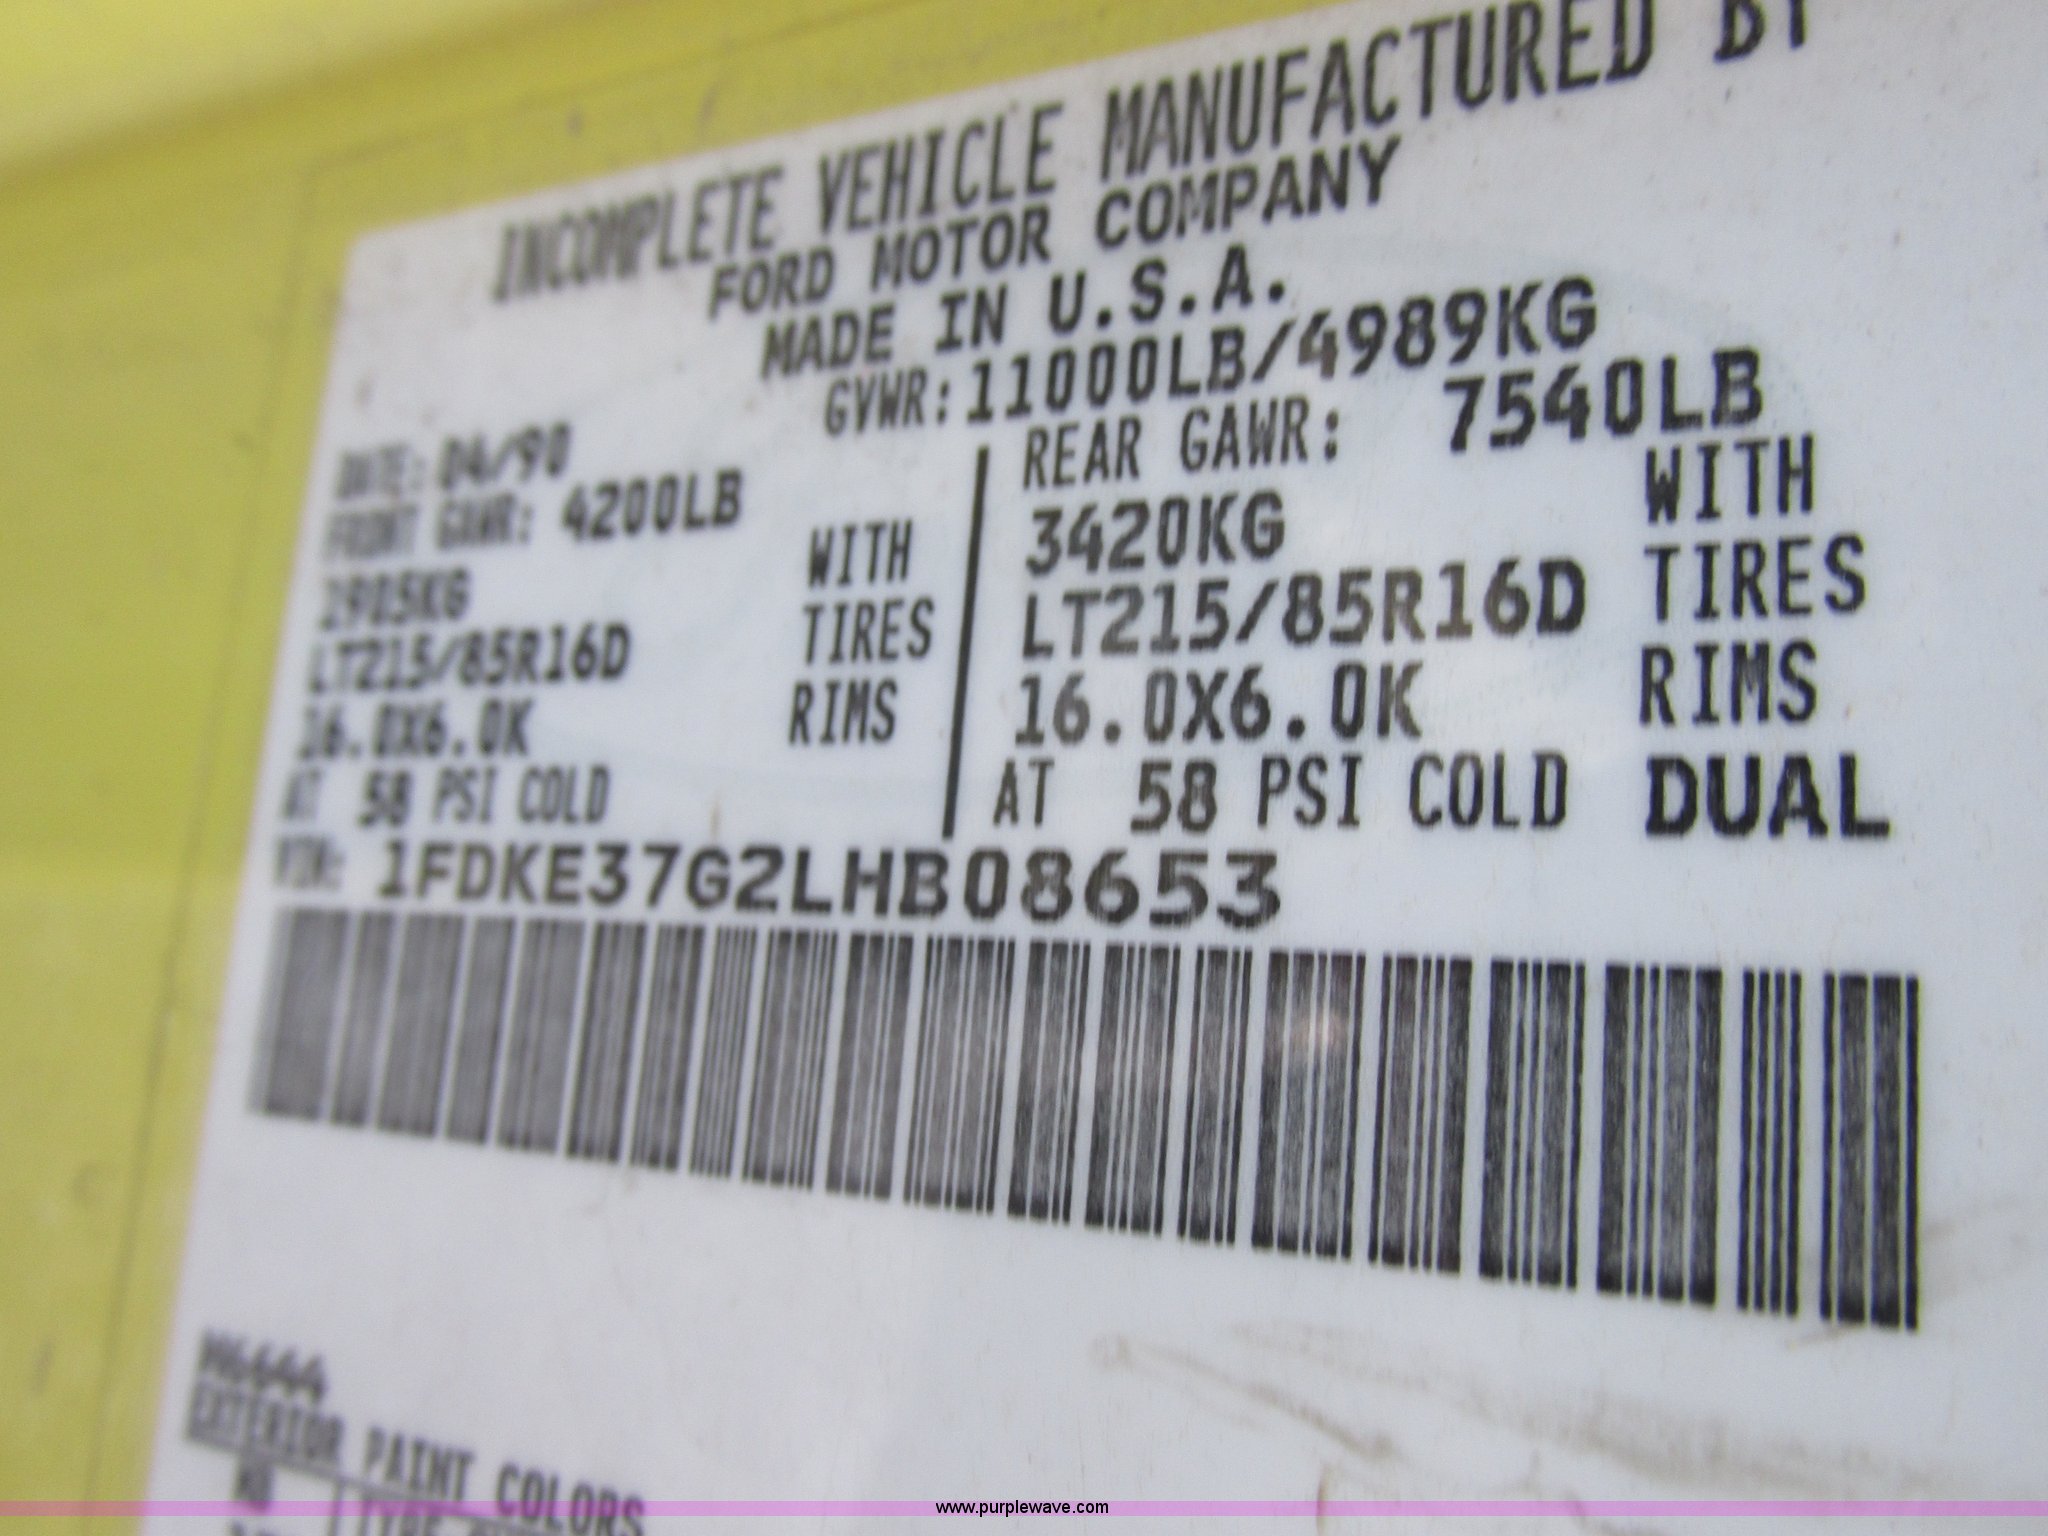 INCOMPLETE VEHICLE MANUFACTURED BY
FORD MOTOR COMPANY
MADE IN U.S.A.
GVWR:11000LB/4989KG
DATE: 04/90
FRONT GAWR: 4200LB
1905KG WITH
LT215/85R16D TIRES
16.0X6.0K RIMS
AT 58 PSI COLD
REAR GAWR: 7540LB
3420KG WITH
LT215/85R16D TIRES
16.0X6.0K RIMS
AT 58 PSI COLD DUAL
VIN: 1FDKE37G2LHB08653
EXTERIOR PAINT COLORS
TYPE
www.purplewave.com